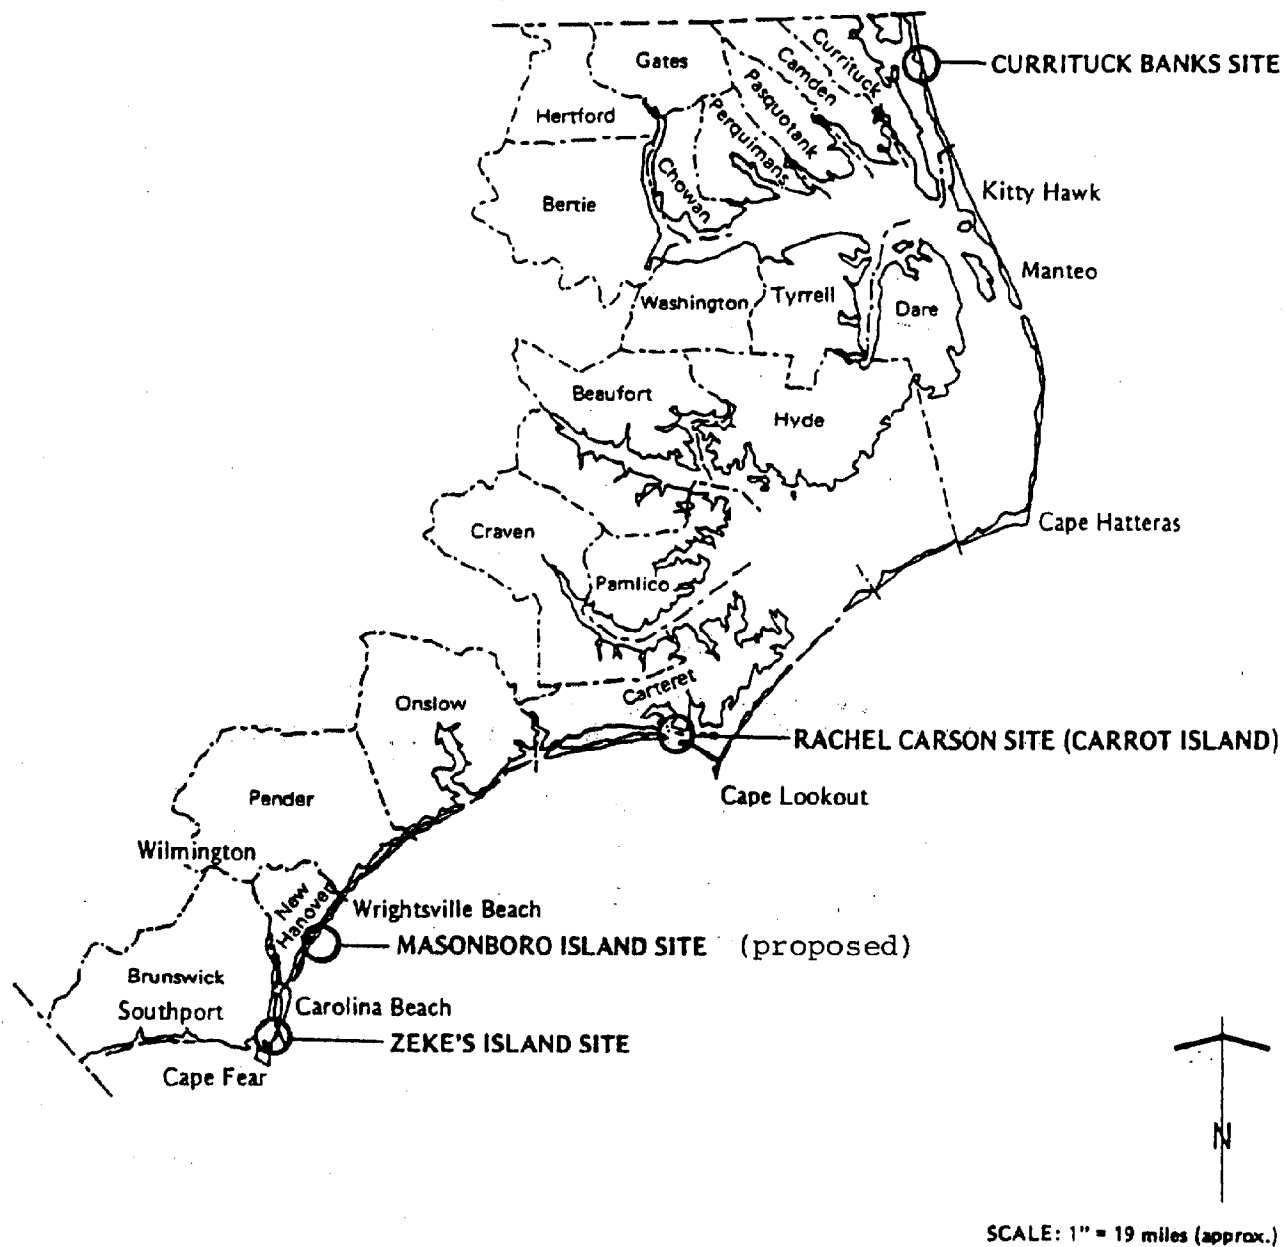 Gates
Currituck
Camden
Pasquotank
Perquimans
CURRITUCK BANKS SITE
Hertford
Chowan
Bertie
Kitty Hawk
Manteo
Washington
Tyrrell
Dare
Beaufort
Hyde
Craven
Cape Hatteras
Pamlico
Carteret
Onslow
RACHEL CARSON SITE (CARROT ISLAND)
Cape Lookout
Pender
Wilmington
New
Hanover
Wrightsville Beach
MASONBORO ISLAND SITE (proposed)
Brunswick
Southport
Carolina Beach
ZEKE'S ISLAND SITE
Cape Fear
N
SCALE: 1" = 19 miles (approx.)